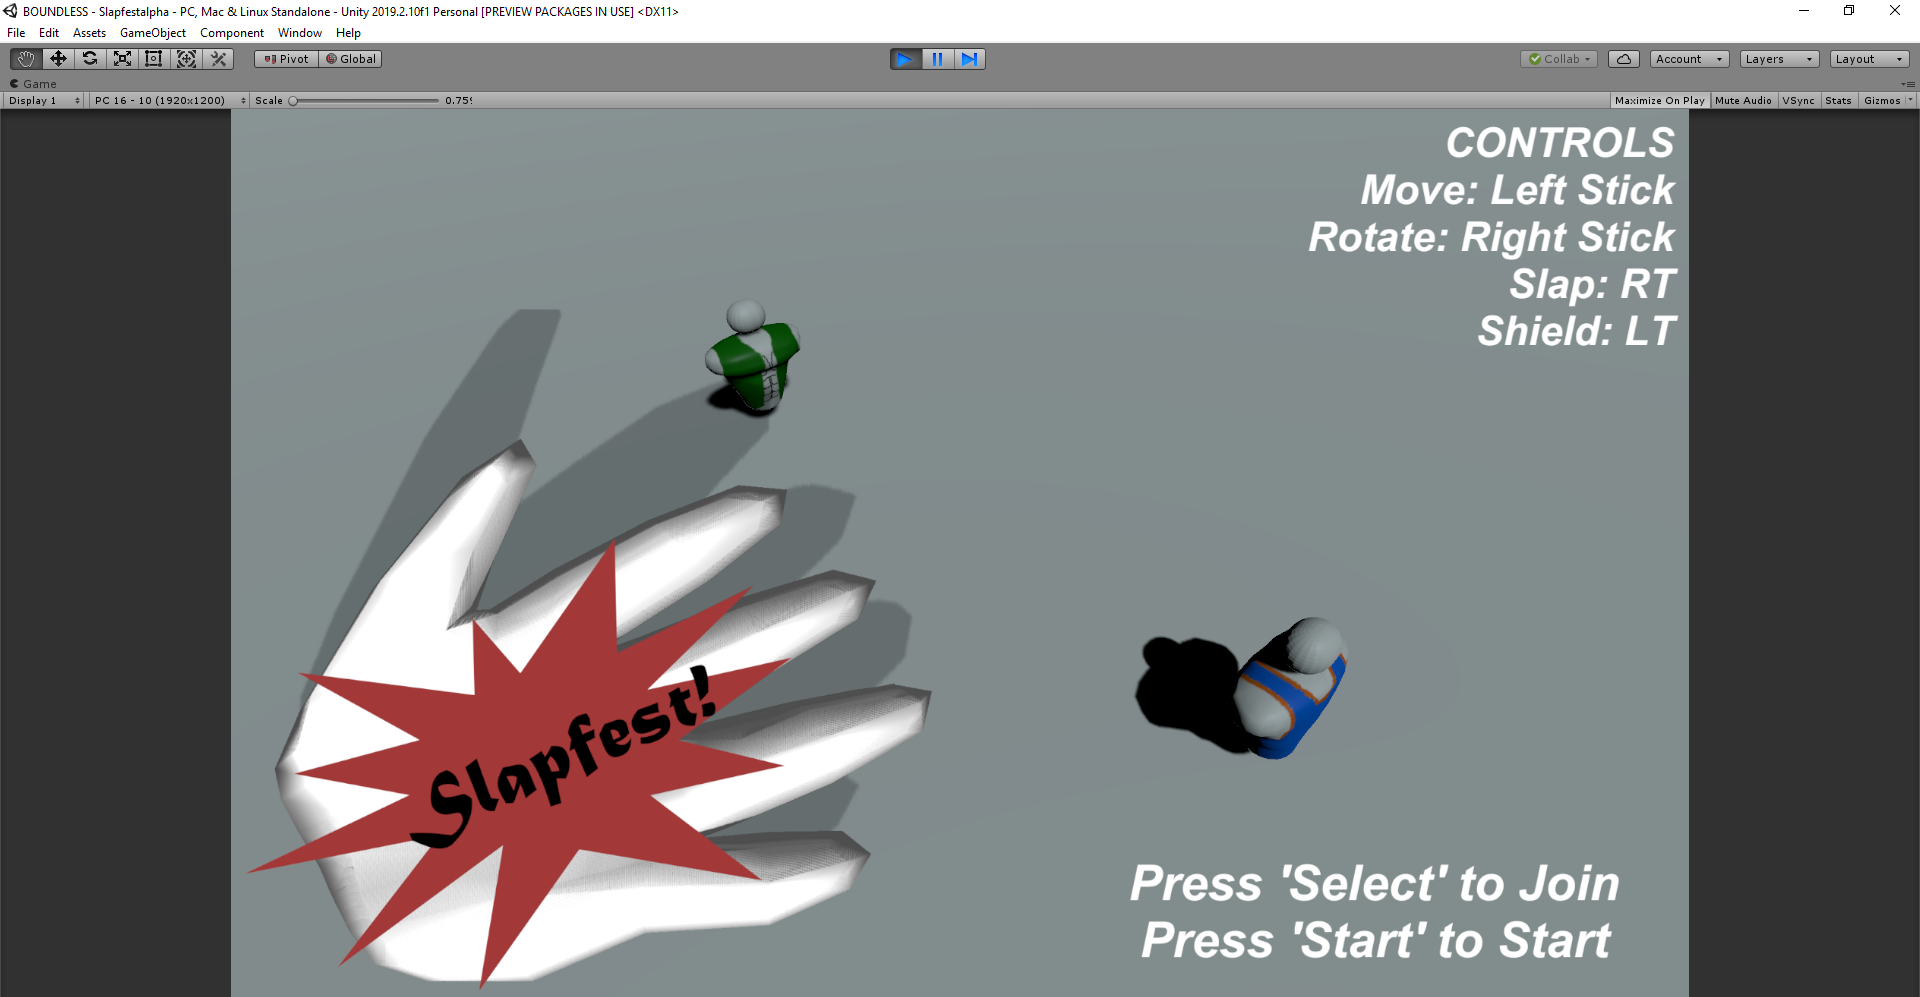 BOUNDLESS - Slapfestalpha - PC, Mac & Linux Standalone - Unity 2019.2.10f1 Personal [PREVIEW PACKAGES IN USE] <DX11>
File Edit Assets GameObject Component Window Help
Pivot Global Collab Account Layers Layout
Game
Display 1 PC 16 - 10 (1920x1200) Scale 0.75 Maximize On Play Mute Audio VSync Stats Gizmos
CONTROLS
Move: Left Stick
Rotate: Right Stick
Slap: RT
Shield: LT
Slapfest!
Press 'Select' to Join
Press 'Start' to Start